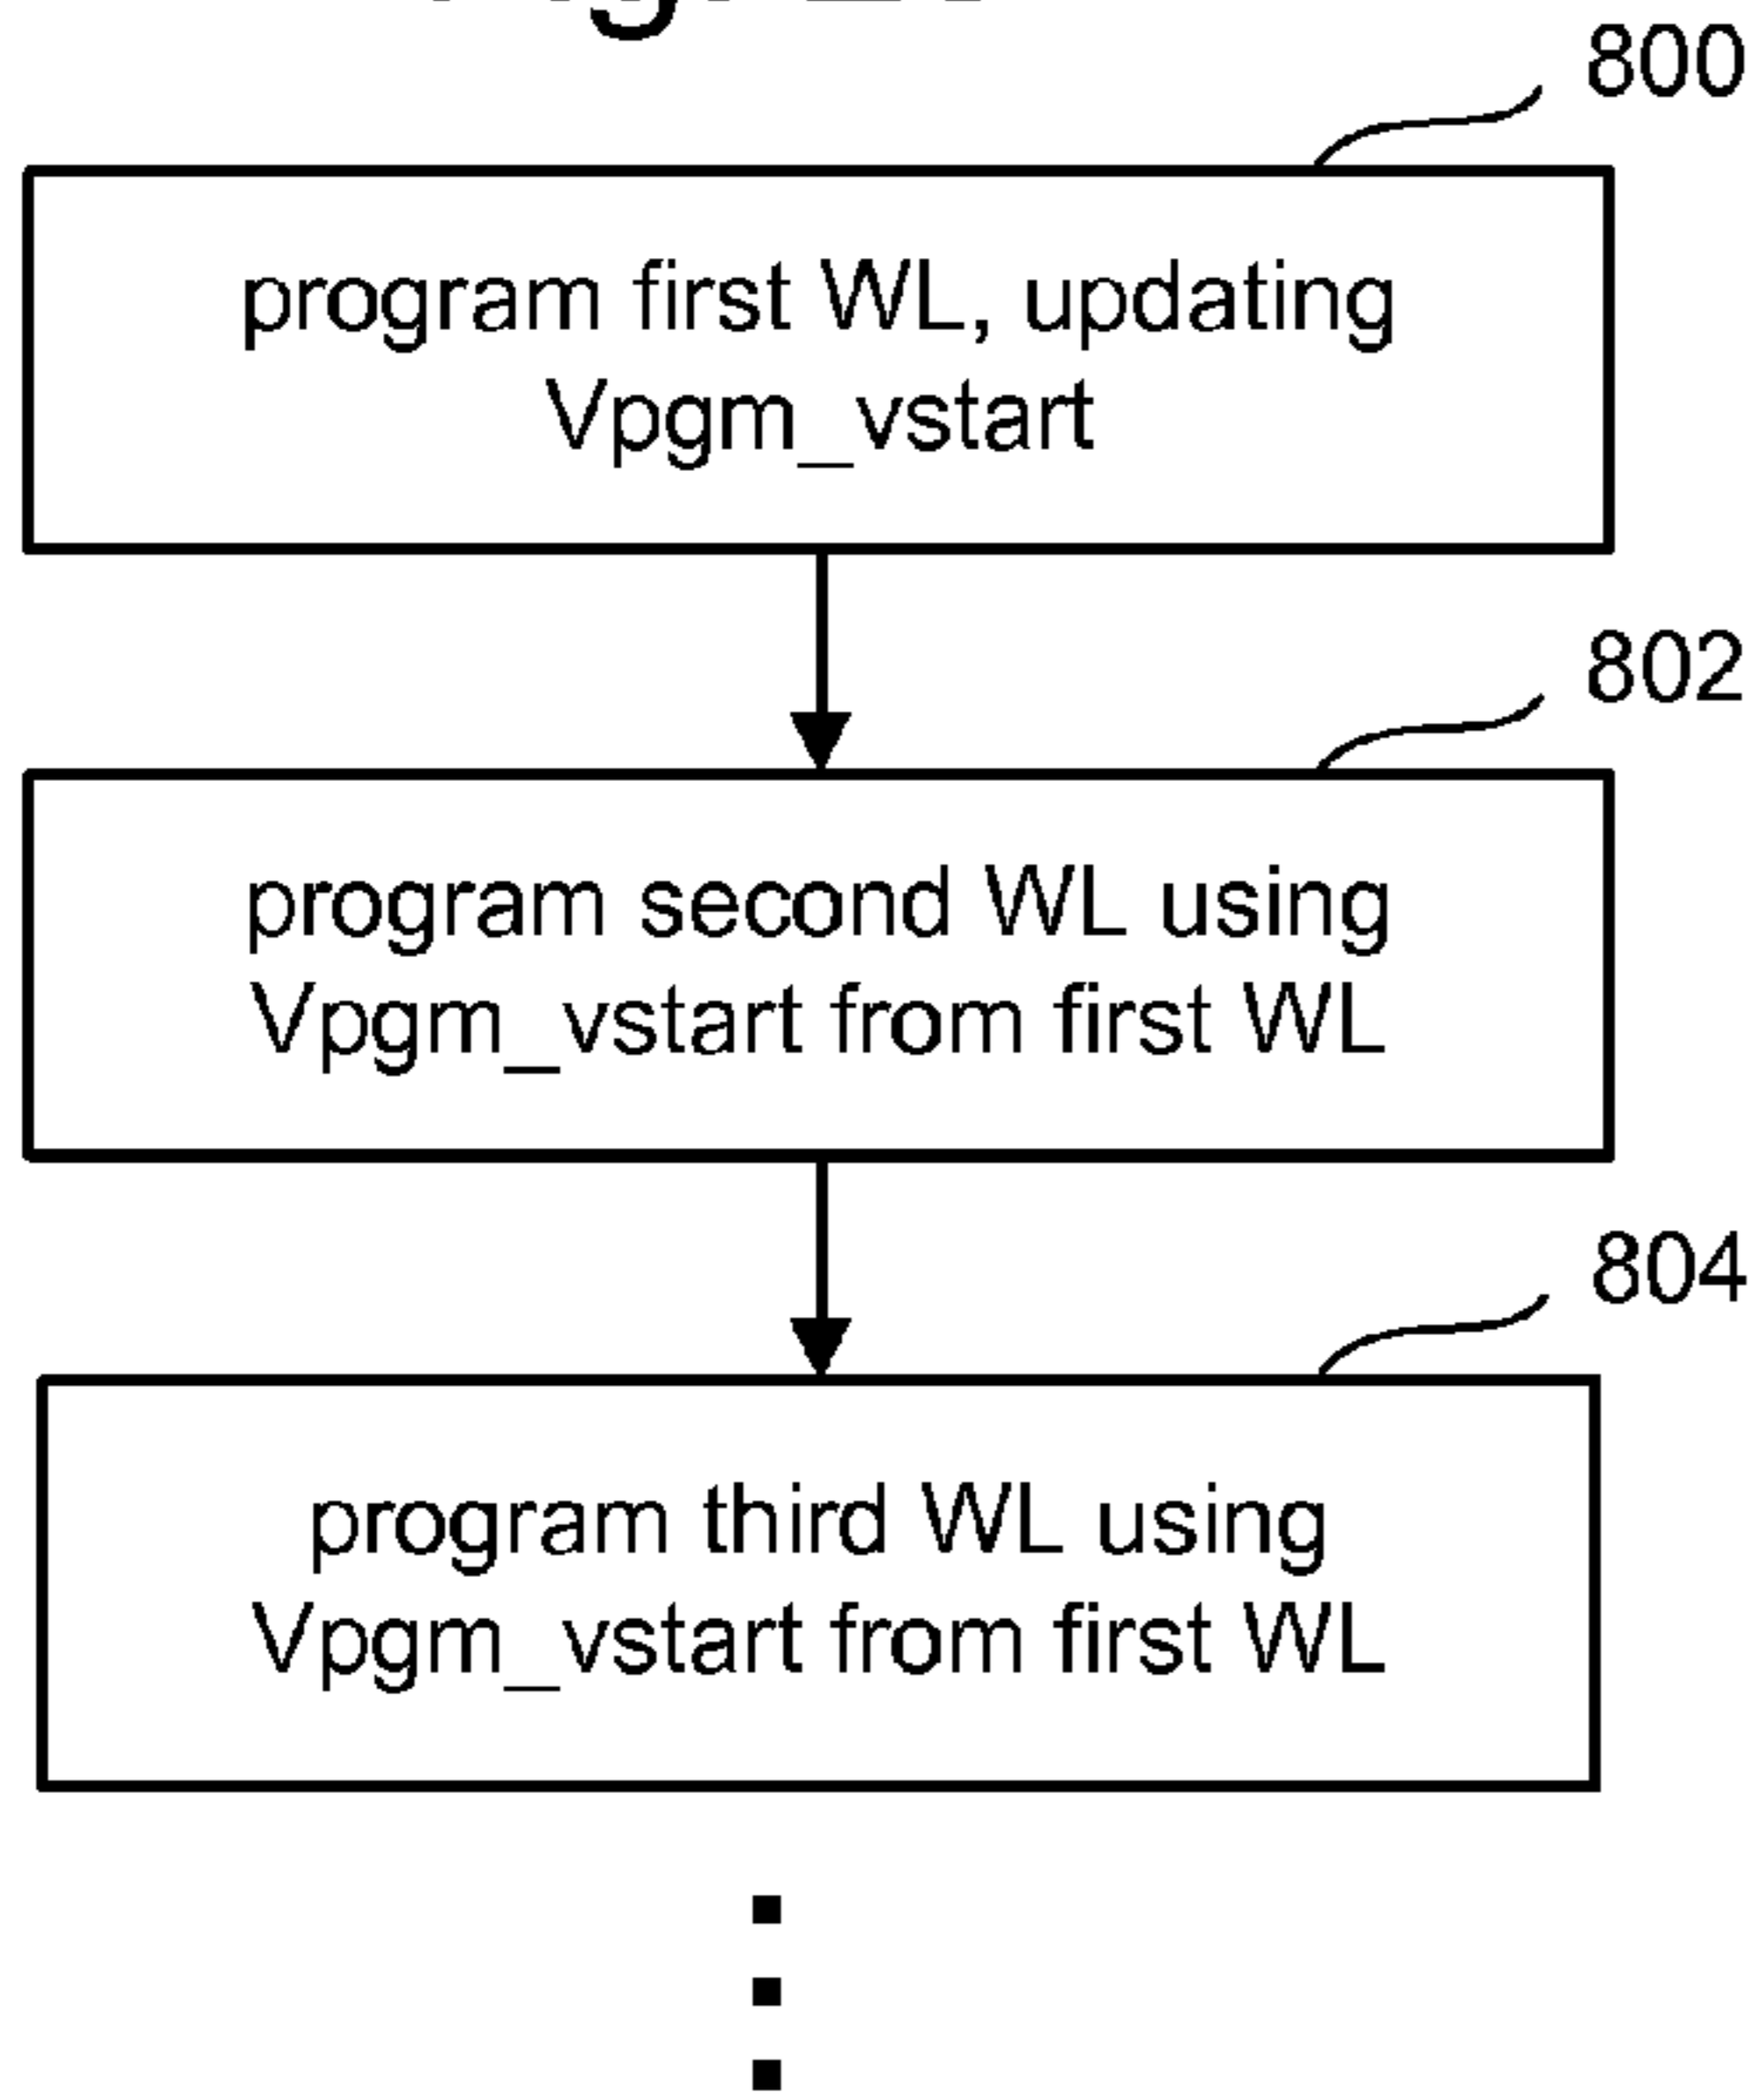 800
program first WL, updating
Vpgm_vstart
802
program second WL using
Vpgm_vstart from first WL
804
program third WL using
Vpgm_vstart from first WL